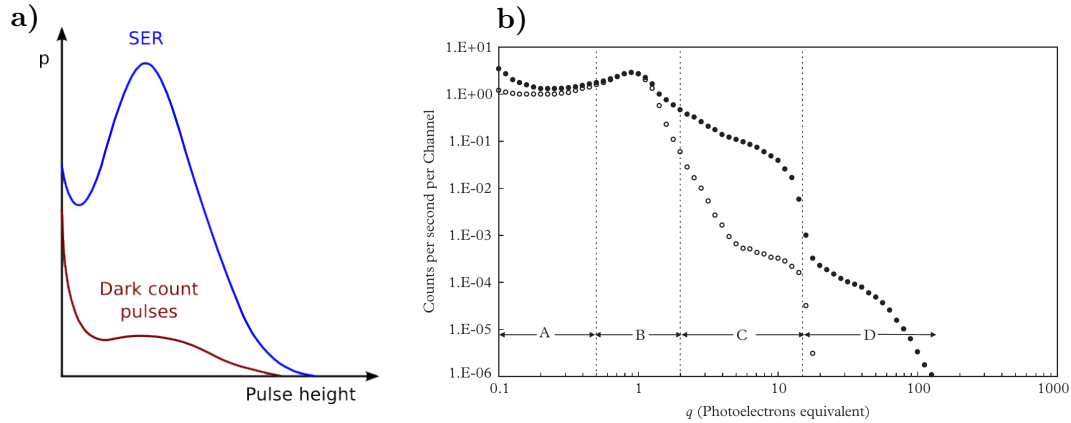 a)
p
SER
Dark count
pulses
Pulse height
b)
Counts per second per Channel
1.E+01
1.E+00
1.E-01
1.E-02
1.E-03
1.E-04
1.E-05
1.E-06
A
B
C
D
0.1
1
10
100
1000
q (Photoelectrons equivalent)